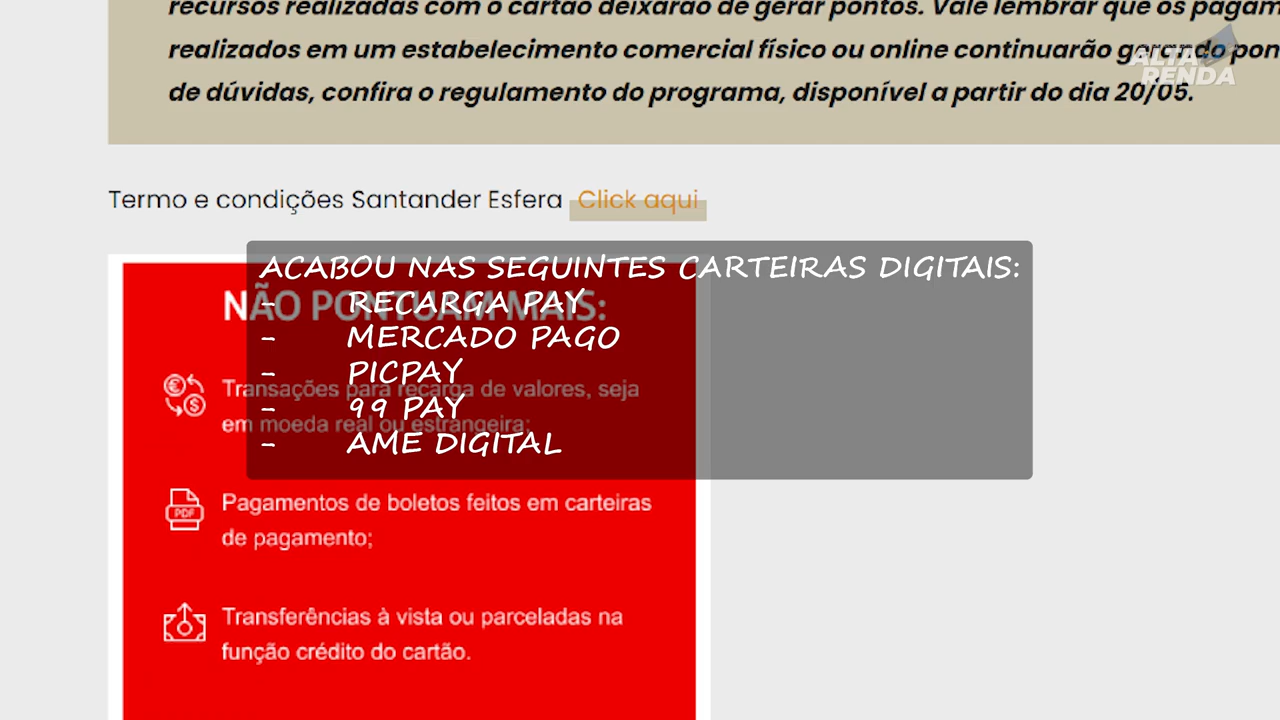 recursos realizadas com o cartão deixarão de gerar pontos. Vale lembrar que os pagam
realizados em um estabelecimento comercial físico ou online continuarão gerando pon
de dúvidas, confira o regulamento do programa, disponível a partir do dia 20/05.
ALTA
RENDA
Termo e condições Santander Esfera Click aqui
ACABOU NAS SEGUINTES CARTEIRAS DIGITAIS:
- RECARGA PAY
- MERCADO PAGO
- PICPAY
- 99 PAY
- AME DIGITAL
NÃO PONTUAM MAIS:
Transações para recarga de valores, seja
em moeda real ou estrangeira;
PDF
Pagamentos de boletos feitos em carteiras
de pagamento;
Transferências à vista ou parceladas na
função crédito do cartão.